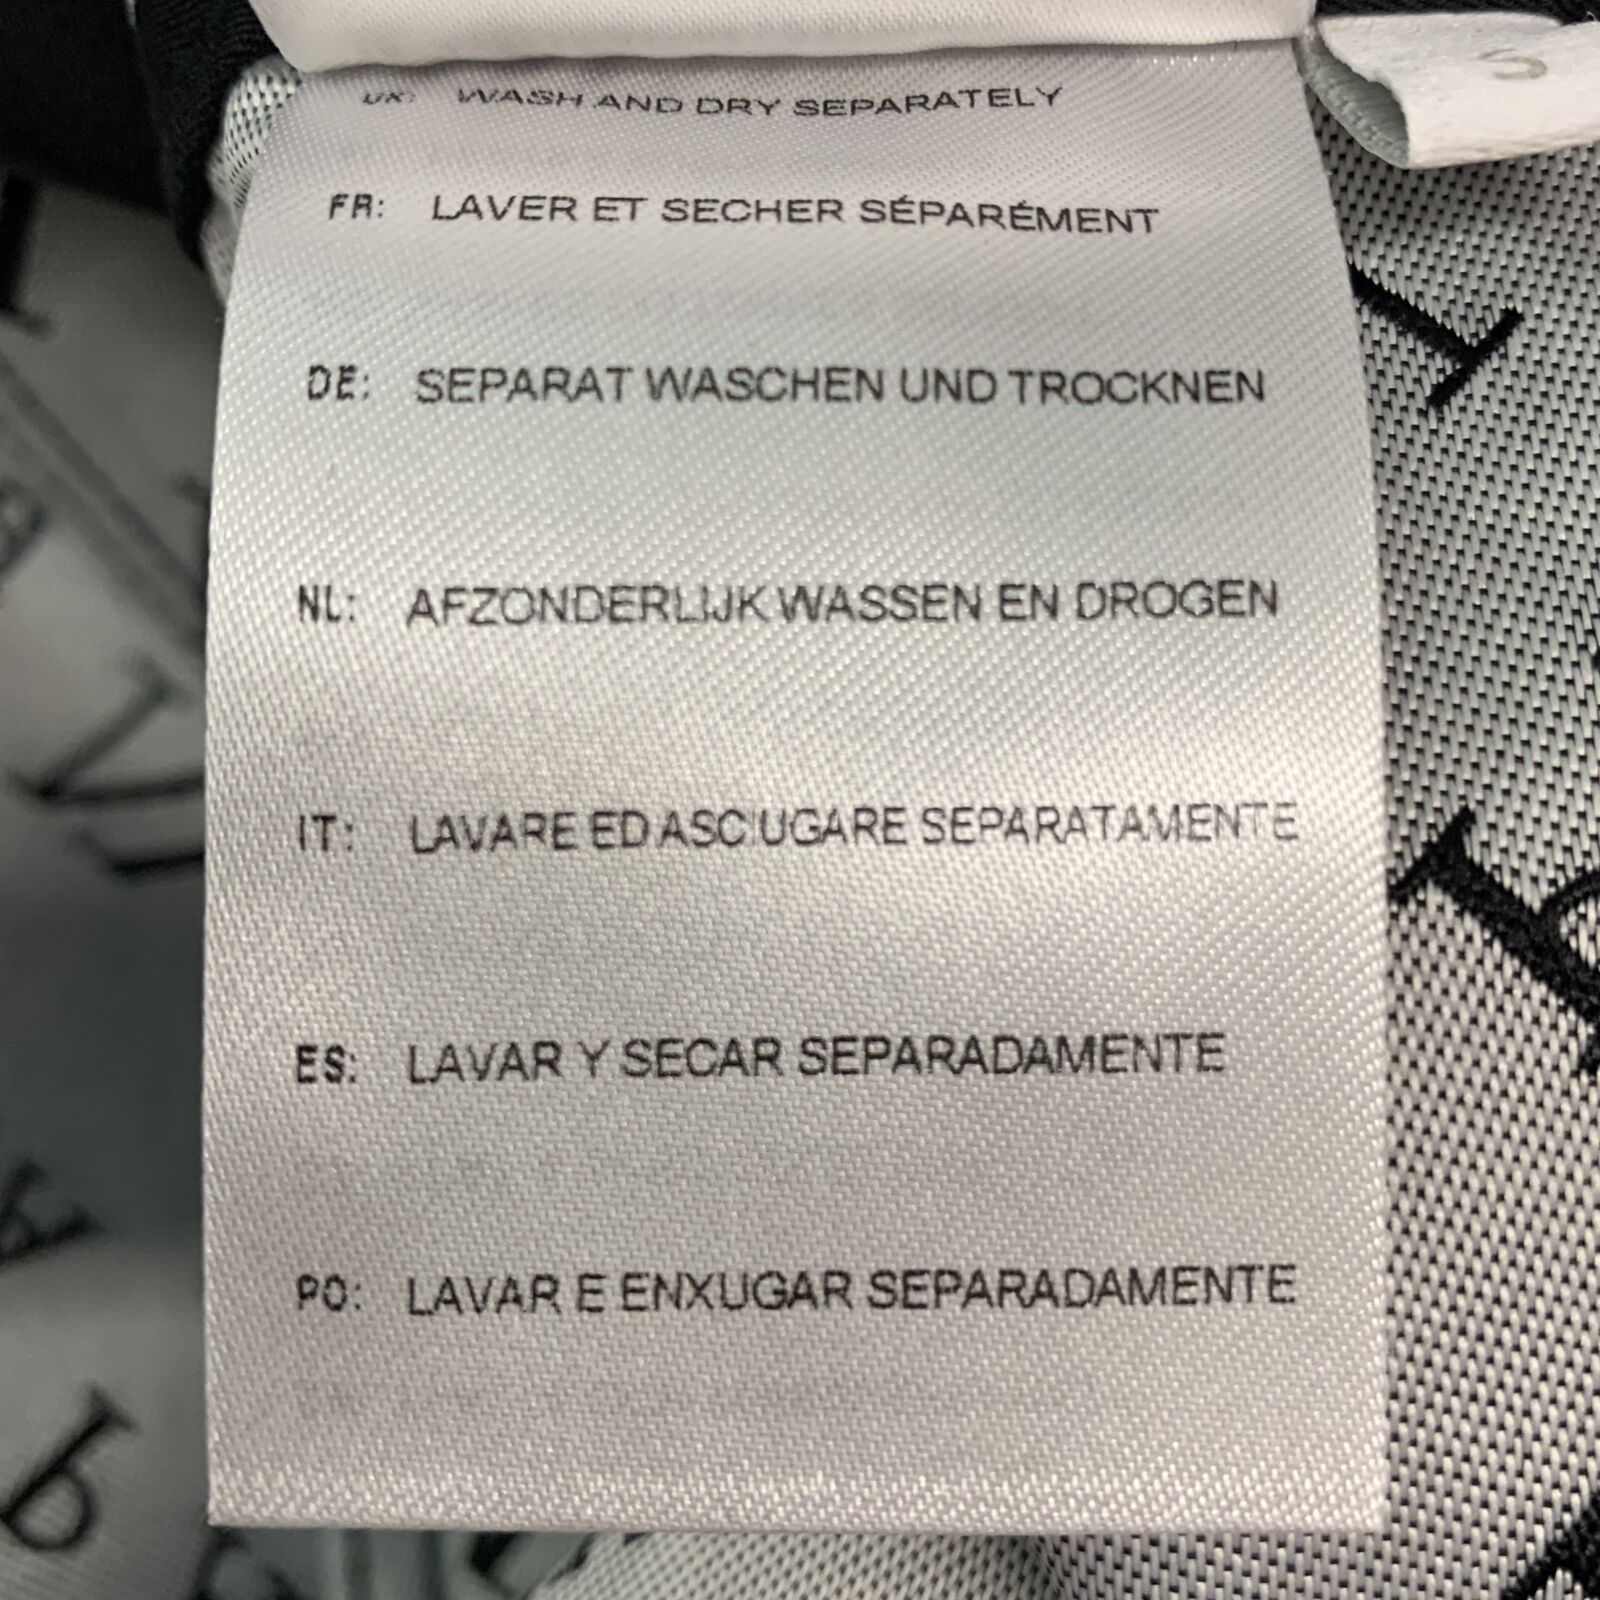 UK: WASH AND DRY SEPARATELY
FR: LAVER ET SECHER SÉPARÉMENT
DE: SEPARAT WASCHEN UND TROCKNEN
NL: AFZONDERLIJK WASSEN EN DROGEN
IT: LAVARE ED ASCIUGARE SEPARATAMENTE
ES: LAVAR Y SECAR SEPARADAMENTE
PO: LAVAR E ENXUGAR SEPARADAMENTE